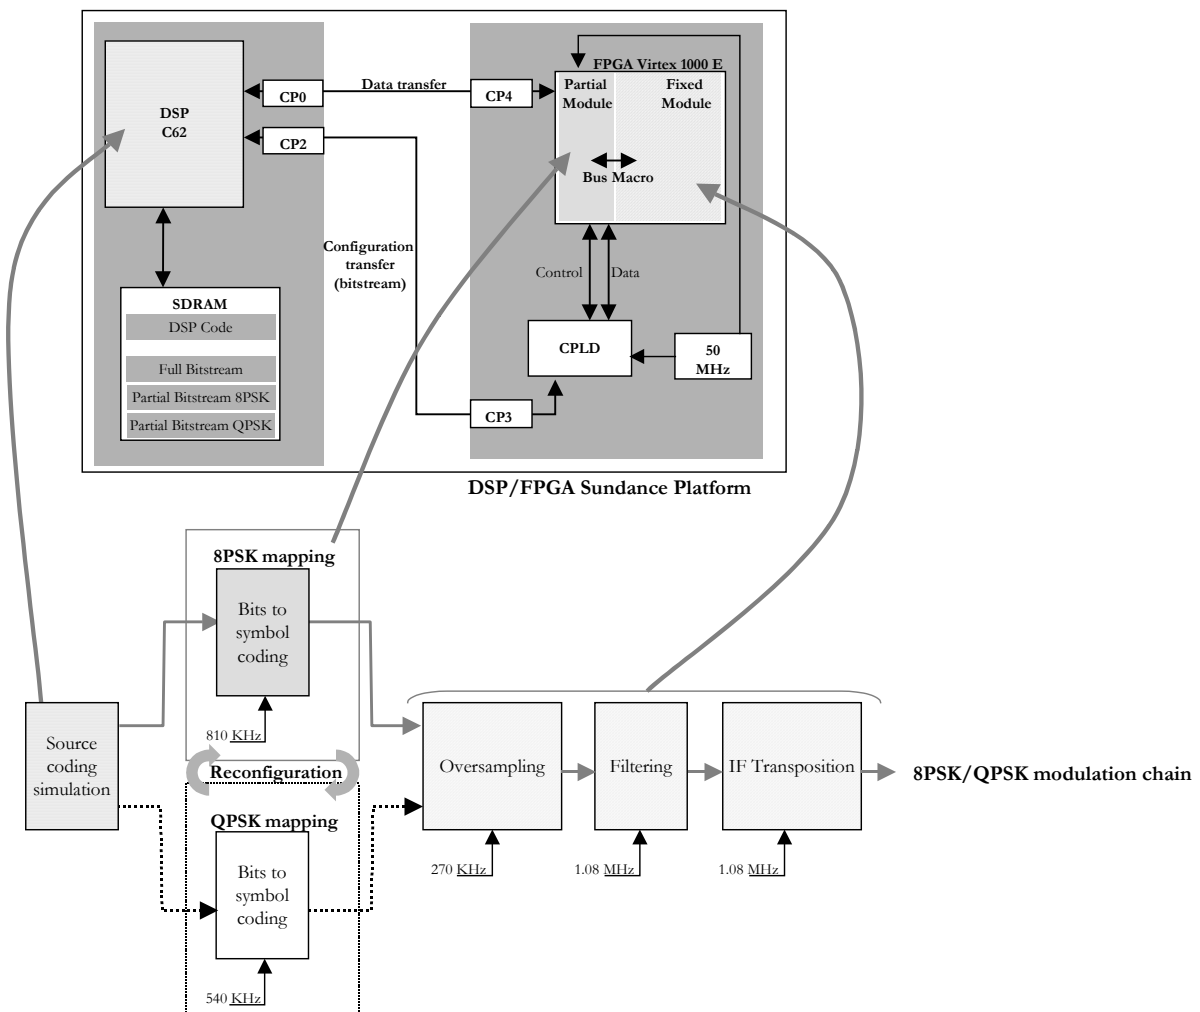 FPGA Virtex 1000 E
Partial
Module
Fixed
Module
Data transfer
CP0
CP4
DSP
C62
CP2
Bus Macro
Configuration
transfer
(bitstream)
Control
Data
SDRAM
DSP Code
Full Bitstream
Partial Bitstream 8PSK
Partial Bitstream QPSK
CPLD
50
MHz
CP3
DSP/FPGA Sundance Platform
8PSK mapping
Bits to
symbol
coding
810 KHz
Source
coding
simulation
Reconfiguration
Oversampling
Filtering
IF Transposition
8PSK/QPSK modulation chain
QPSK mapping
Bits to
symbol
coding
270 KHz
1.08 MHz
1.08 MHz
540 KHz